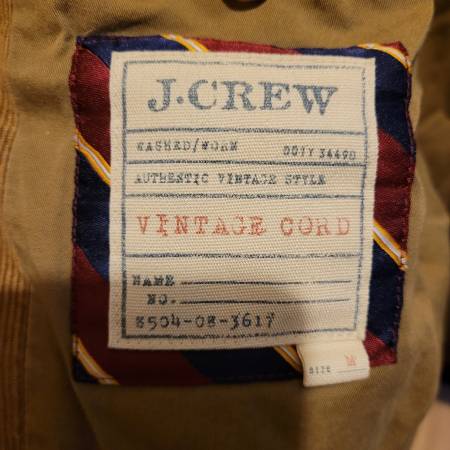 J.CREW
WASHED/WORN 001Y 34490
AUTHENTIC VINTAGE STYLE
VINTAGE CORD
NAME
NO.
8504-08-3617
SIZE M